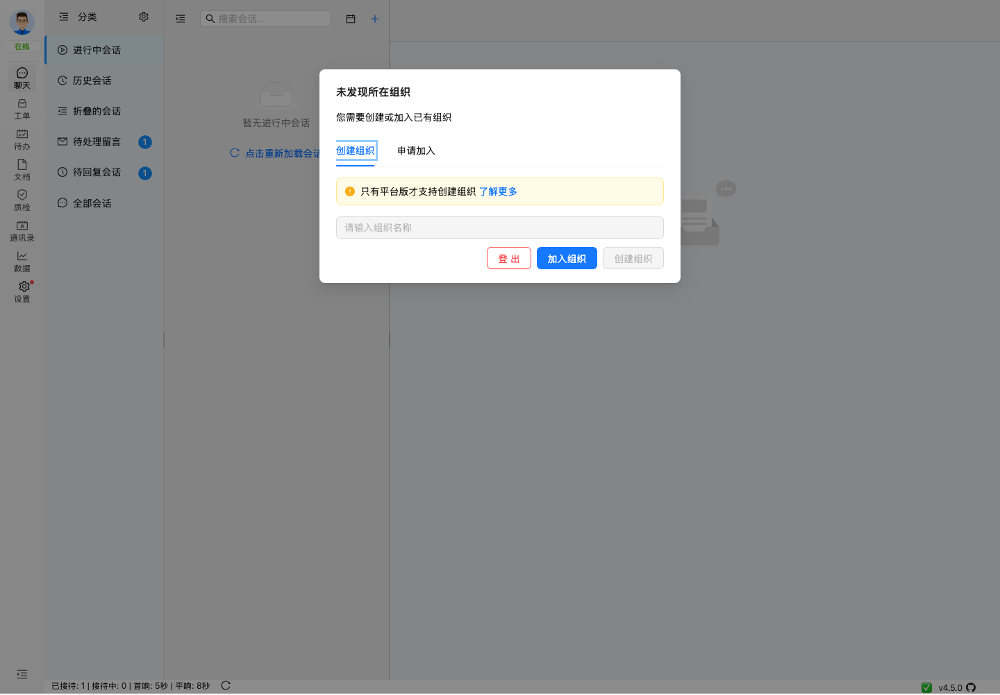 在线
聊天
工单
待办
文档
质检
通讯录
数据
设置
分类
进行中会话
历史会话
折叠的会话
待处理留言 1
待回复会话 1
全部会话
搜索会话...
暂无进行中会话
点击重新加载会话
未发现所在组织
您需要创建或加入已有组织
创建组织 申请加入
只有平台版才支持创建组织 了解更多
请输入组织名称
登 出 加入组织 创建组织
已接待: 1 | 接待中: 0 | 首响: 5秒 | 平响: 8秒
v4.5.0